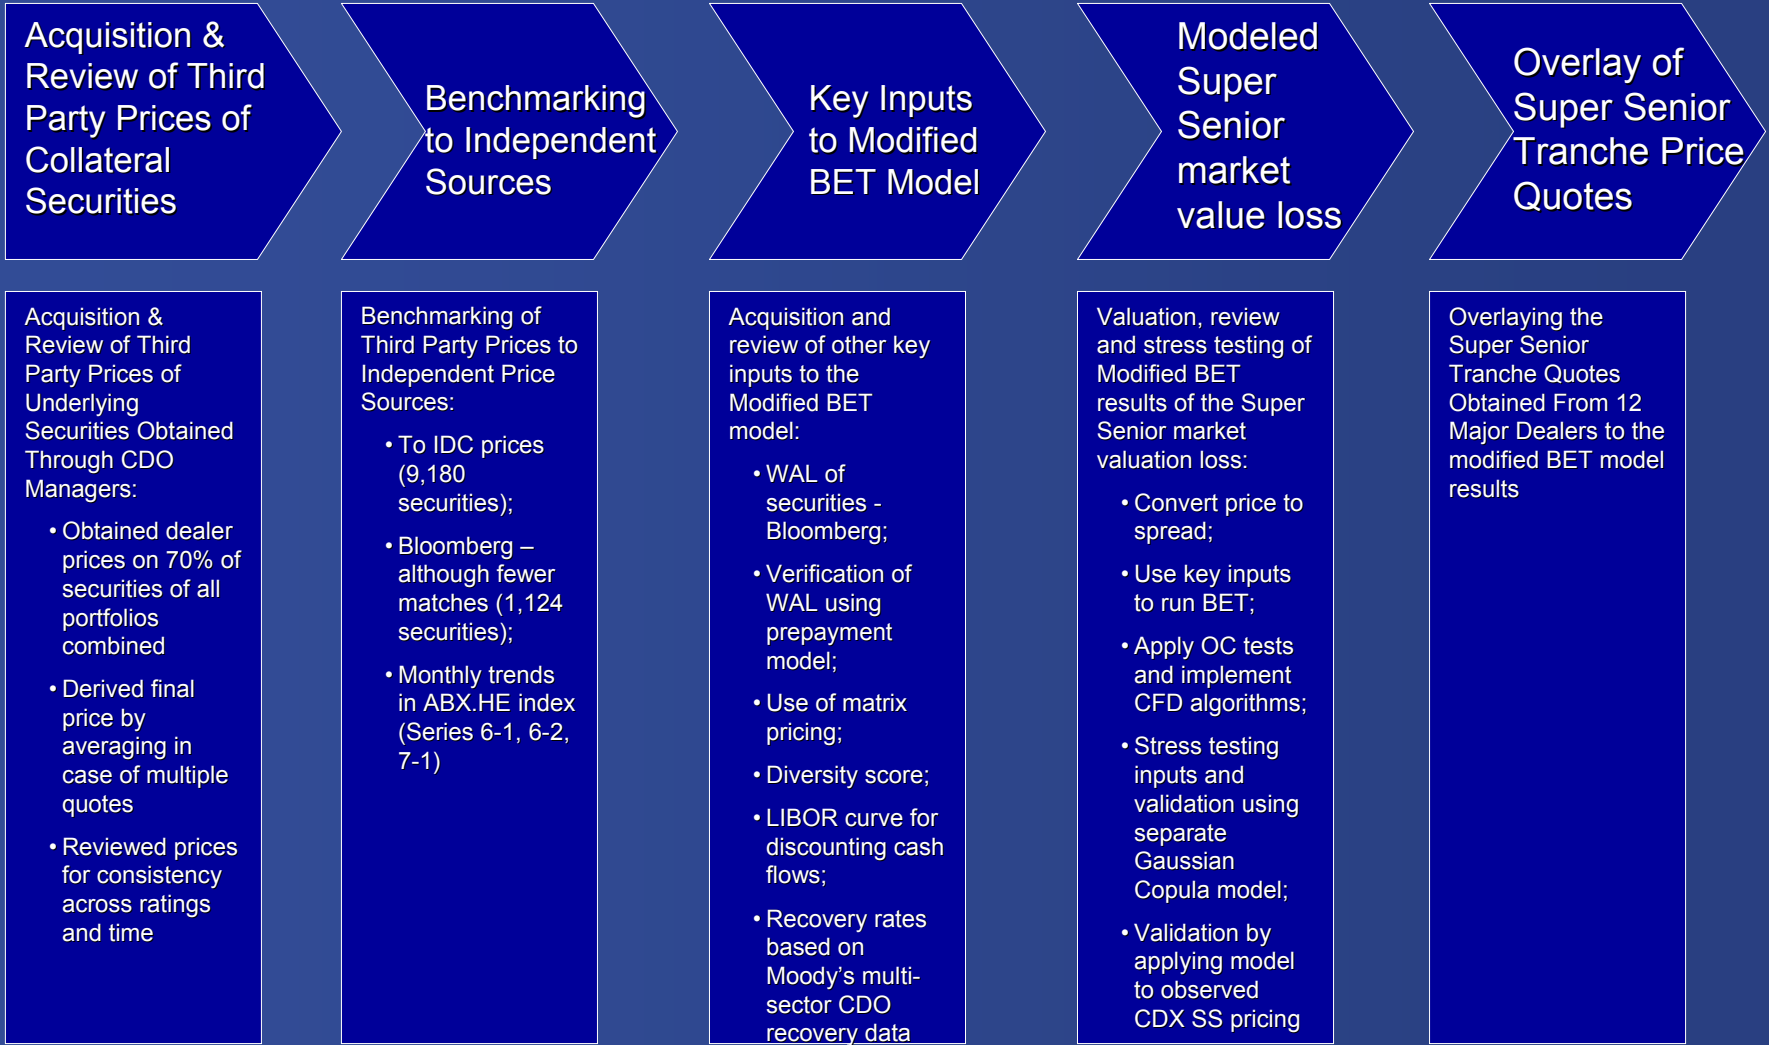 Acquisition &
Review of Third
Party Prices of
Collateral
Securities
Benchmarking
to Independent
Sources
Key Inputs
to Modified
BET Model
Modeled
Super
Senior
market
value loss
Overlay of
Super Senior
Tranche Price
Quotes
Acquisition &
Review of Third
Party Prices of
Underlying
Securities Obtained
Through CDO
Managers:
• Obtained dealer
prices on 70% of
securities of all
portfolios
combined
• Derived final
price by
averaging in
case of multiple
quotes
• Reviewed prices
for consistency
across ratings
and time
Benchmarking of
Third Party Prices to
Independent Price
Sources:
• To IDC prices
(9,180
securities);
• Bloomberg –
although fewer
matches (1,124
securities);
• Monthly trends
in ABX.HE index
(Series 6-1, 6-2,
7-1)
Acquisition and
review of other key
inputs to the
Modified BET
model:
• WAL of
securities -
Bloomberg;
• Verification of
WAL using
prepayment
model;
• Use of matrix
pricing;
• Diversity score;
• LIBOR curve for
discounting cash
flows;
• Recovery rates
based on
Moody’s multi-
sector CDO
recovery data
Valuation, review
and stress testing of
Modified BET
results of the Super
Senior market
valuation loss:
• Convert price to
spread;
• Use key inputs
to run BET;
• Apply OC tests
and implement
CFD algorithms;
• Stress testing
inputs and
validation using
separate
Gaussian
Copula model;
• Validation by
applying model
to observed
CDX SS pricing
Overlaying the
Super Senior
Tranche Quotes
Obtained From 12
Major Dealers to the
modified BET model
results